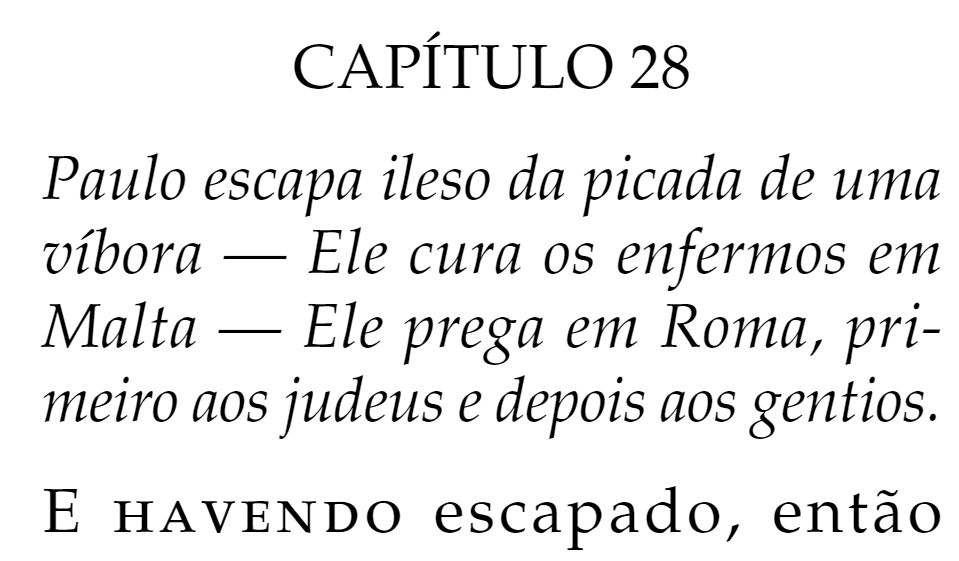 CAPÍTULO 28
Paulo escapa ileso da picada de uma
víbora — Ele cura os enfermos em
Malta — Ele prega em Roma, pri-
meiro aos judeus e depois aos gentios.
E HAVENDO escapado, então